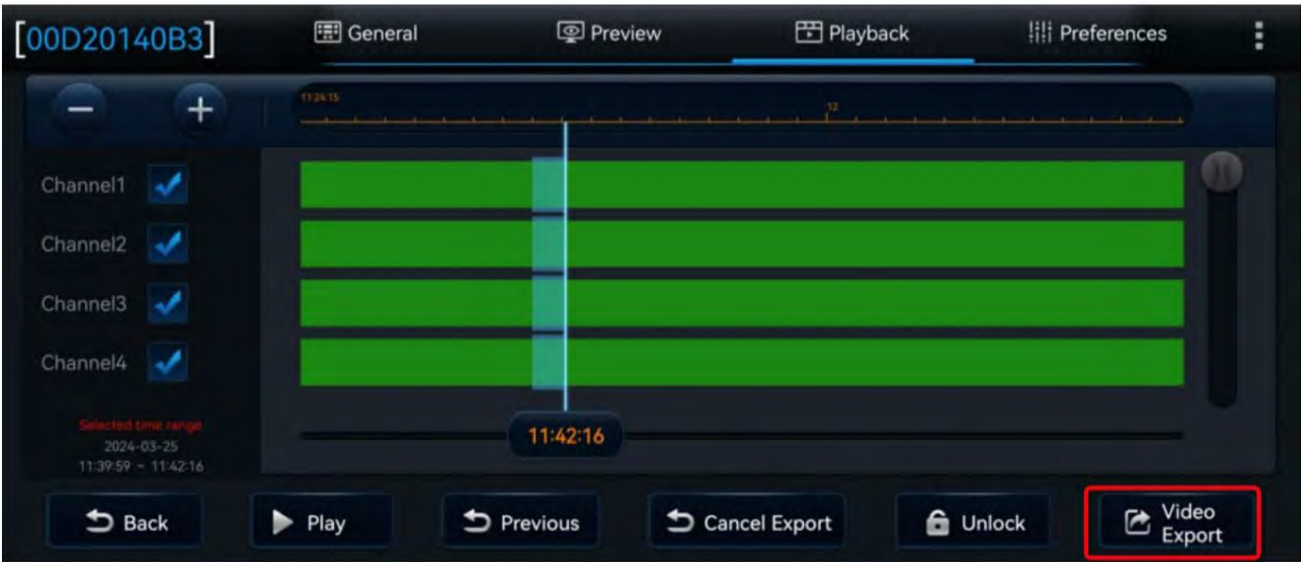 [00D20140B3]
General
Preview
Playback
Preferences
11:24:15
12
Channel1
Channel2
Channel3
Channel4
Selected time range
2024-03-25
11:39:59 ~ 11:42:16
11:42:16
Back
Play
Previous
Cancel Export
Unlock
Video
Export